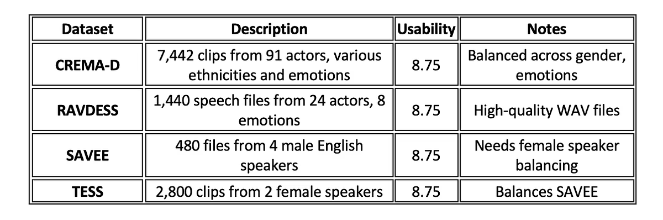 Dataset Description Usability Notes
CREMA-D 7,442 clips from 91 actors, various ethnicities and emotions 8.75 Balanced across gender, emotions
RAVDESS 1,440 speech files from 24 actors, 8 emotions 8.75 High-quality WAV files
SAVEE 480 files from 4 male English speakers 8.75 Needs female speaker balancing
TESS 2,800 clips from 2 female speakers 8.75 Balances SAVEE